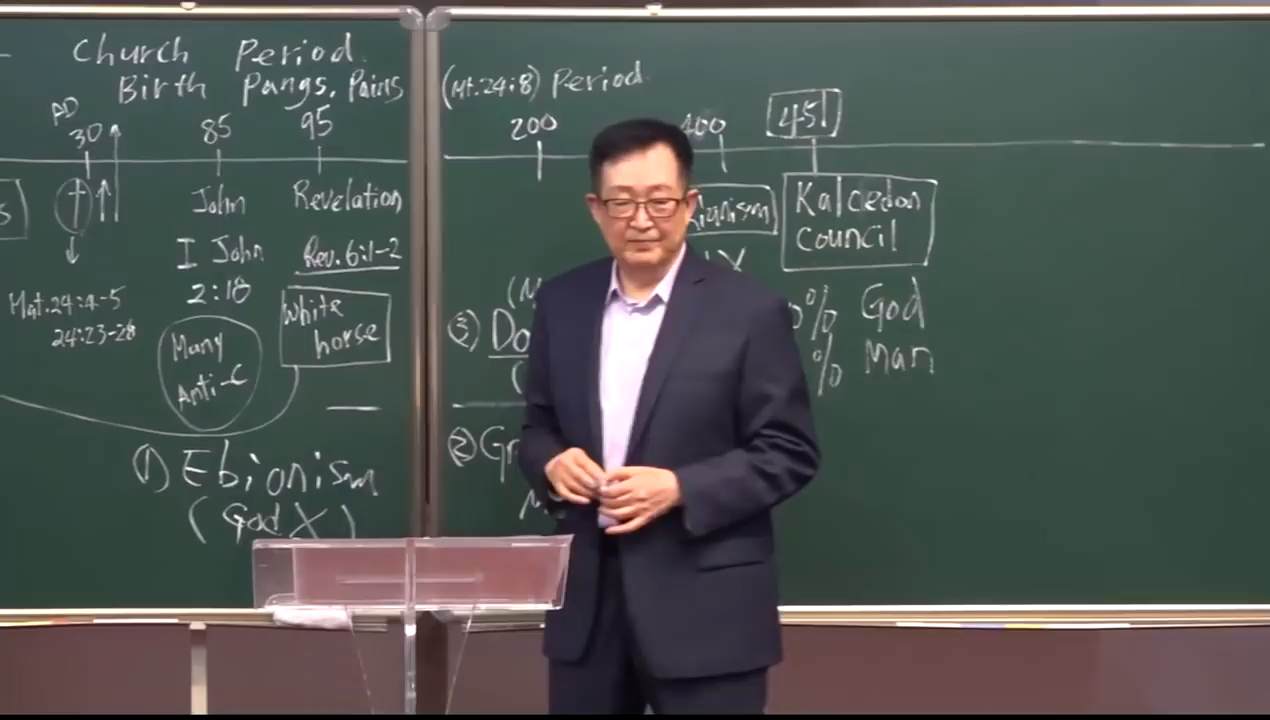 Church Period.
Birth Pangs, Pains (Mt.24:8) Period
AD
30 85 95 200 400 451
John Revelation
I John Rev. 6:1-2
2:18
Mat. 24:4-5
24:23-28
Many
Anti-C
White
horse
① Ebionism
(God X)
③
②
Kalcedon
Council
% God
% Man